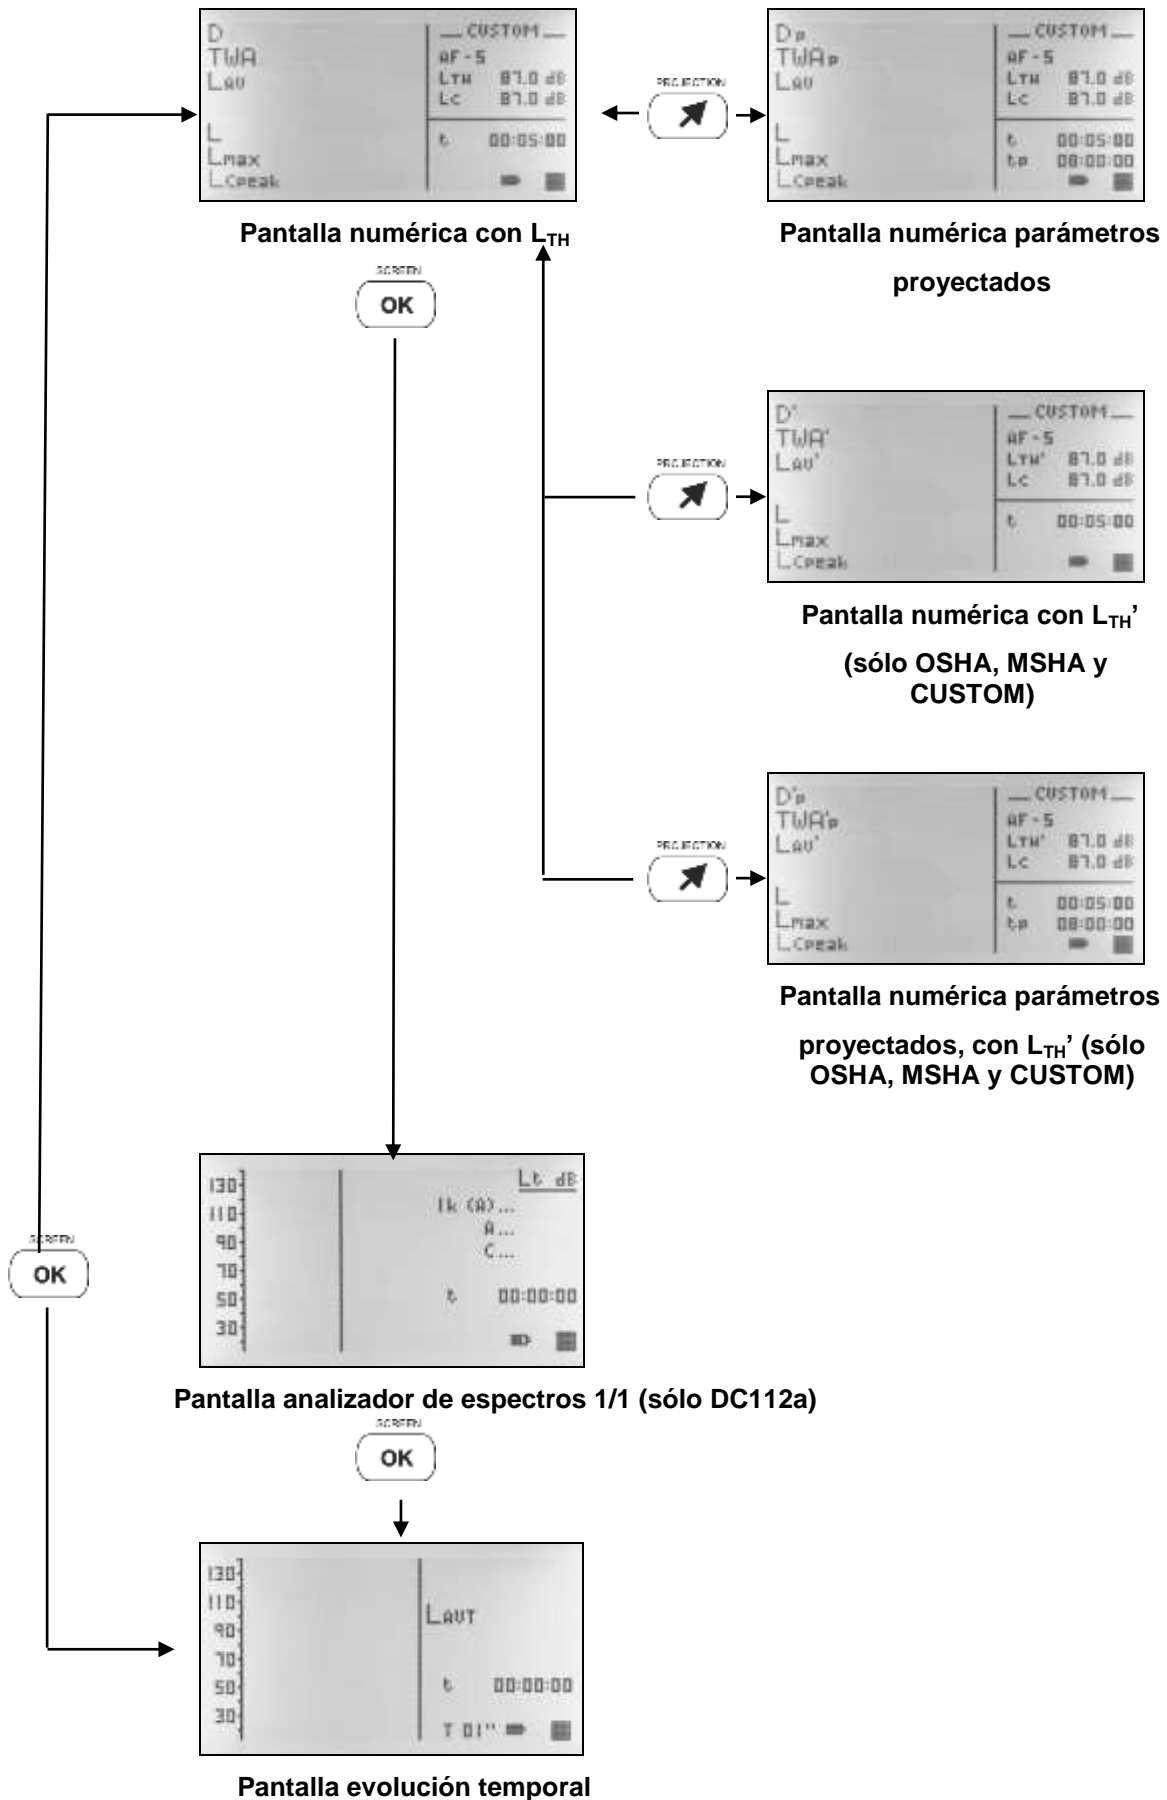 D
TWA
LAV
L
Lmax
LCpeak
CUSTOM
AF - S
LTH 87.0 dB
LC 87.0 dB
t 00:05:00
PROJECTION
Dp
TWAp
LAV
L
Lmax
LCpeak
CUSTOM
AF - S
LTH 87.0 dB
LC 87.0 dB
t 00:05:00
tp 08:00:00
Pantalla numérica con LTH
Pantalla numérica parámetros
proyectados
SCREEN
OK
PROJECTION
D'
TWA'
LAV'
L
Lmax
LCpeak
CUSTOM
AF - S
LTH' 87.0 dB
LC 87.0 dB
t 00:05:00
Pantalla numérica con LTH’
(sólo OSHA, MSHA y
CUSTOM)
PROJECTION
D'p
TWA'p
LAV'
L
Lmax
LCpeak
CUSTOM
AF - S
LTH' 87.0 dB
LC 87.0 dB
t 00:05:00
tp 08:00:00
Pantalla numérica parámetros
proyectados, con LTH’ (sólo
OSHA, MSHA y CUSTOM)
130
110
90
70
50
30
Lt dB
1k (A)...
A...
C...
t 00:00:00
SCREEN
OK
Pantalla analizador de espectros 1/1 (sólo DC112a)
SCREEN
OK
130
110
90
70
50
30
LAVT
t 00:00:00
T 01"
Pantalla evolución temporal